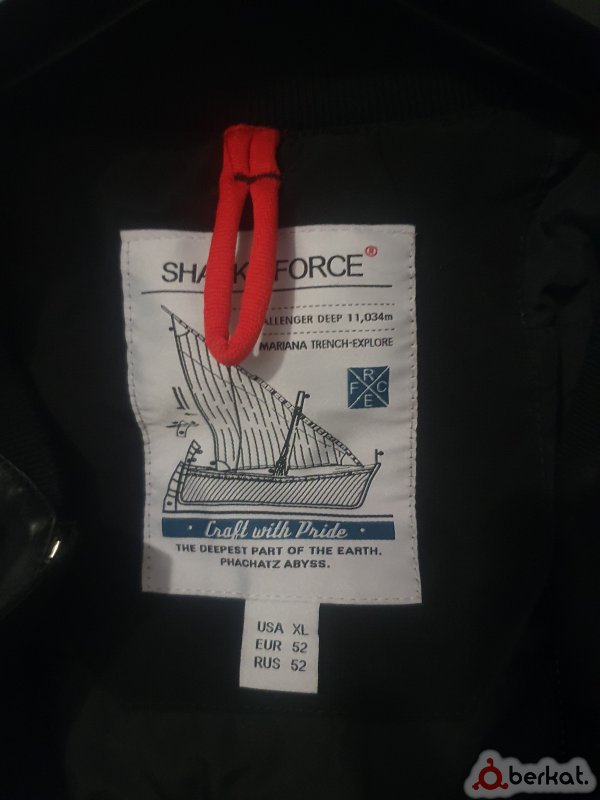 SHARK FORCE®
ALLENGER DEEP 11,034m
MARIANA TRENCH-EXPLORE
R
F C
E
Craft with Pride
THE DEEPEST PART OF THE EARTH.
PHACHATZ ABYSS.
USA XL
EUR 52
RUS 52
berkat.